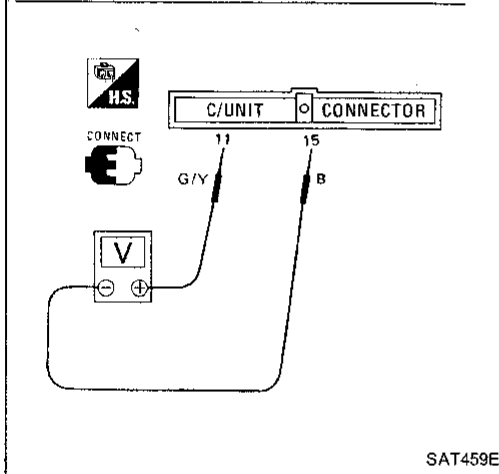 H.S.
C/UNIT CONNECTOR
CONNECT
11 15
G/Y B
V
− +
SAT459E